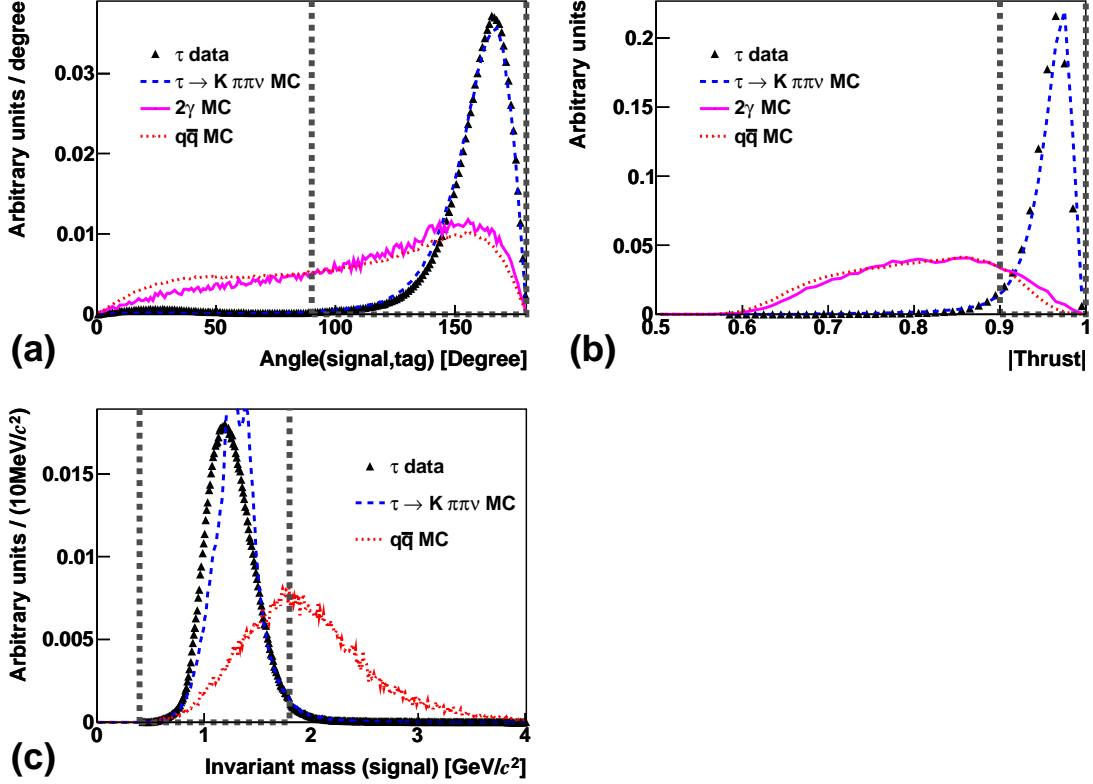 Arbitrary units / degree
0.03
0.02
0.01
0
τ data
τ → K ππν MC
2γ MC
qq̅ MC
0 50 100 150
Angle(signal,tag) [Degree]
(a)
Arbitrary units
0.2
0.15
0.1
0.05
0
τ data
τ → K ππν MC
2γ MC
qq̅ MC
0.5 0.6 0.7 0.8 0.9 1
|Thrust|
(b)
Arbitrary units / (10MeV/c²)
0.015
0.01
0.005
0
τ data
τ → K ππν MC
qq̅ MC
0 1 2 3 4
Invariant mass (signal) [GeV/c²]
(c)